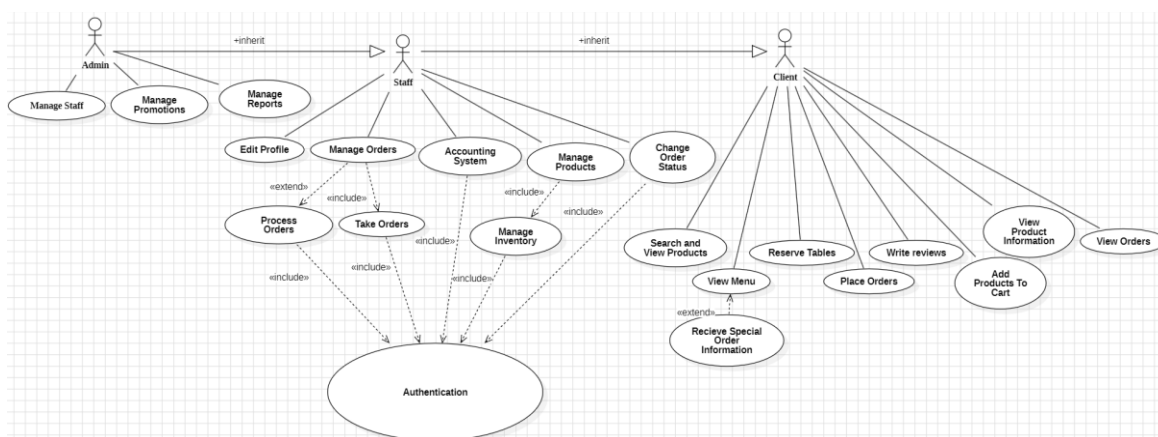 +inherit
+inherit
Admin
Staff
Client
Manage Staff
Manage
Promotions
Manage
Reports
Edit Profile
Manage Orders
Accounting
System
Manage
Products
Change
Order
Status
«extend»
«include»
«include»
«include»
Process
Orders
Take Orders
«include»
Manage
Inventory
«include»
«include»
«include»
Authentication
Search and
View Products
View Menu
Reserve Tables
Place Orders
Write reviews
Add
Products To
Cart
View
Product
Information
View Orders
«extend»
Recieve Special
Order
Information